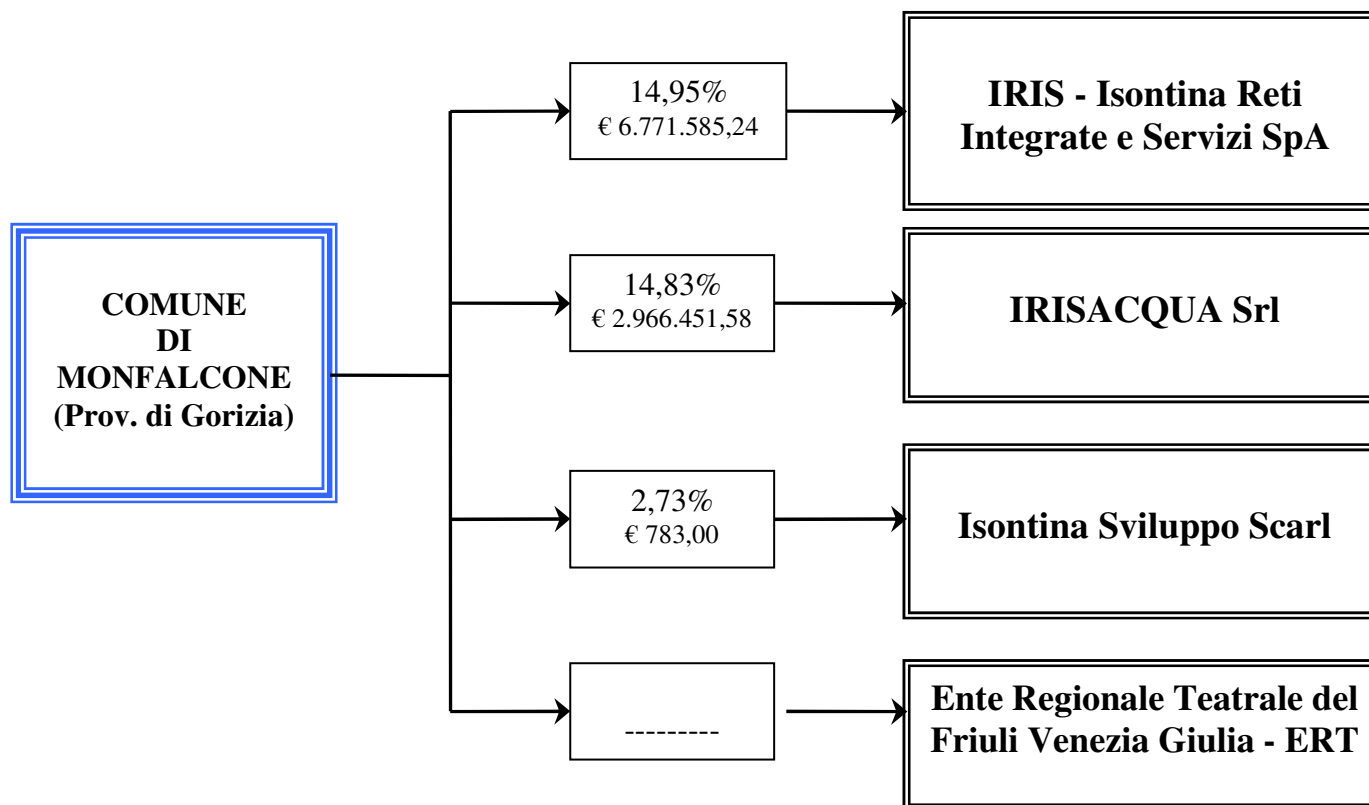 COMUNE
DI
MONFALCONE
(Prov. di Gorizia)
14,95%
€ 6.771.585,24
IRIS - Isontina Reti
Integrate e Servizi SpA
14,83%
€ 2.966.451,58
IRISACQUA Srl
2,73%
€ 783,00
Isontina Sviluppo Scarl
---------
Ente Regionale Teatrale del
Friuli Venezia Giulia - ERT